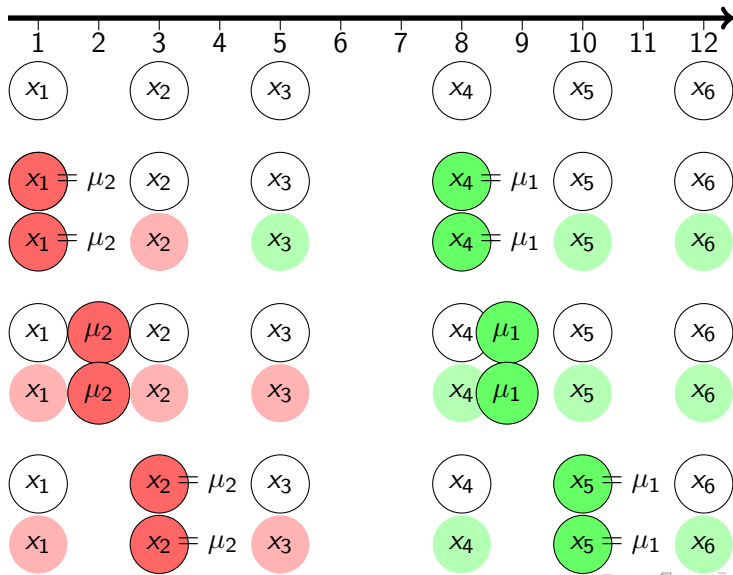 1 2 3 4 5 6 7 8 9 10 11 12
x₁ x₂ x₃ x₄ x₅ x₆
x₁ = μ₂ x₂ x₃ x₄ = μ₁ x₅ x₆
x₁ = μ₂ x₂ x₃ x₄ = μ₁ x₅ x₆
x₁ μ₂ x₂ x₃ x₄ μ₁ x₅ x₆
x₁ μ₂ x₂ x₃ x₄ μ₁ x₅ x₆
x₁ x₂ = μ₂ x₃ x₄ x₅ = μ₁ x₆
x₁ x₂ = μ₂ x₃ x₄ x₅ = μ₁ x₆